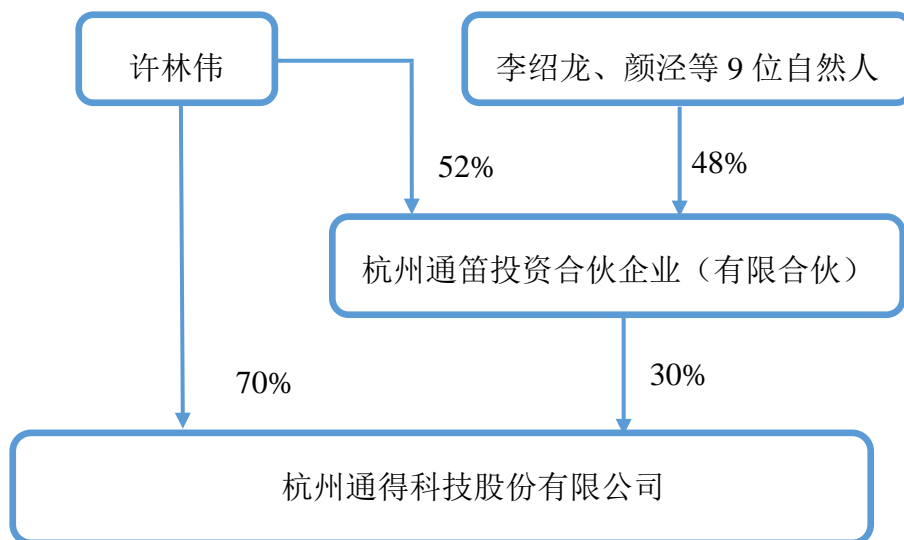 许林伟
李绍龙、颜泾等 9 位自然人
52%
48%
杭州通笛投资合伙企业（有限合伙）
70%
30%
杭州通得科技股份有限公司